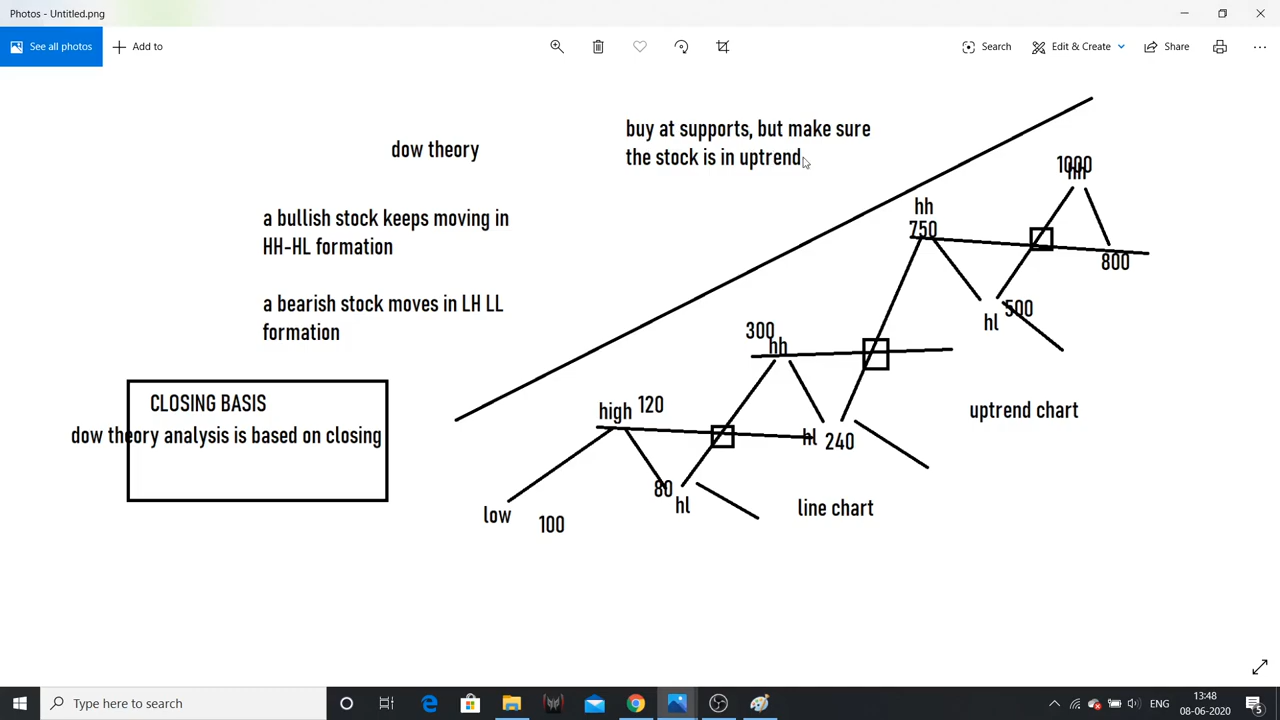 Photos - Untitled.png
See all photos
Add to
Search
Edit & Create
Share
dow theory
buy at supports, but make sure
the stock is in uptrend
a bullish stock keeps moving in
HH-HL formation
a bearish stock moves in LH LL
formation
CLOSING BASIS
dow theory analysis is based on closing
1000
hh
hh
750
800
500
hl
300
hh
high 120
hl 240
80
hl
low
100
uptrend chart
line chart
Type here to search
ENG
13:48
08-06-2020
5